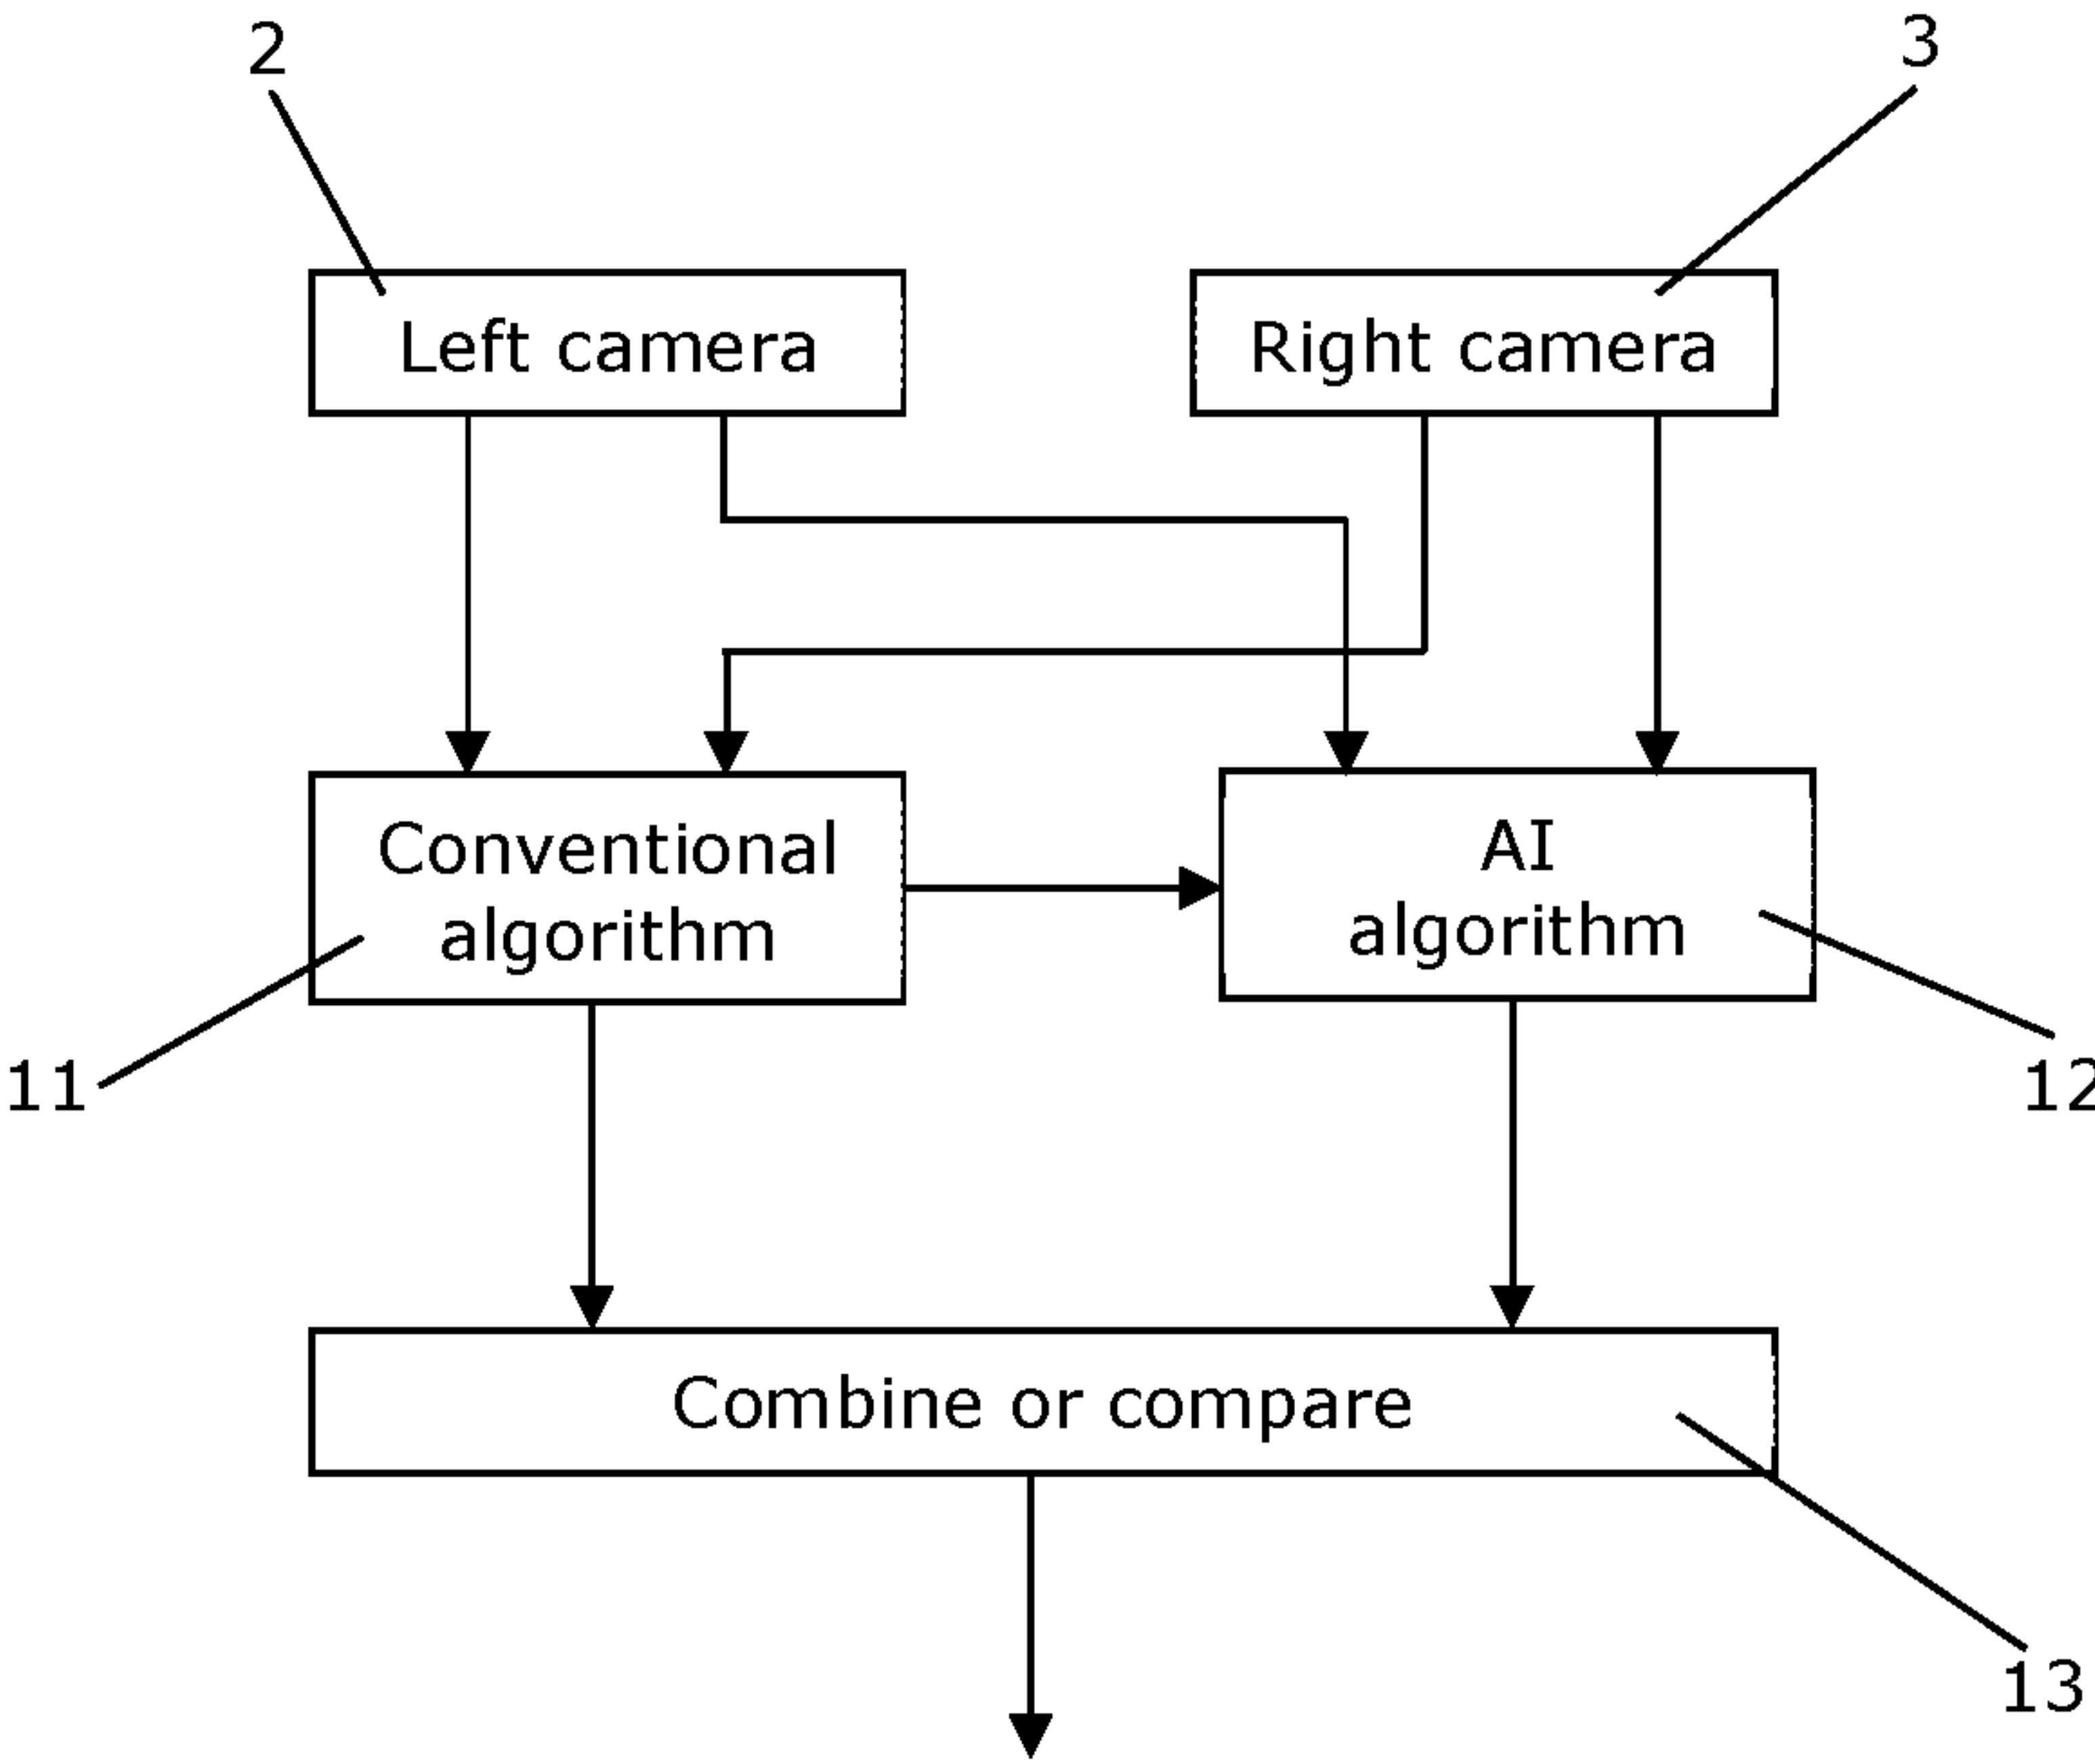 2
3
Left camera
Right camera
Conventional
algorithm
AI
algorithm
11
12
Combine or compare
13